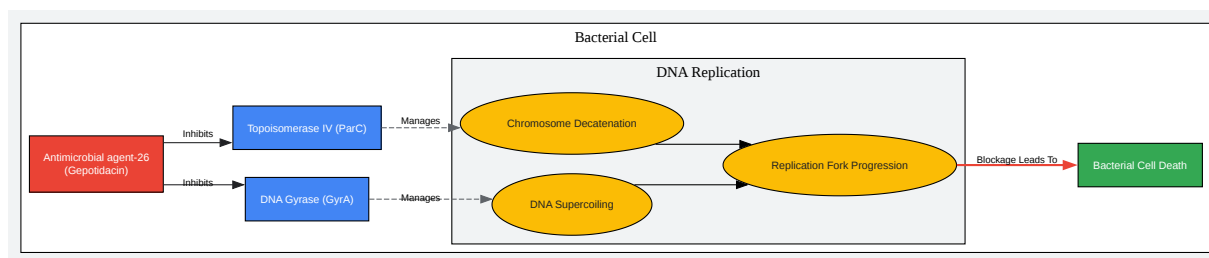 Bacterial Cell
DNA Replication
Antimicrobial agent-26
(Gepotidacin)
Inhibits
Inhibits
Topoisomerase IV (ParC)
DNA Gyrase (GyrA)
Manages
Manages
Chromosome Decatenation
DNA Supercoiling
Replication Fork Progression
Blockage Leads To
Bacterial Cell Death